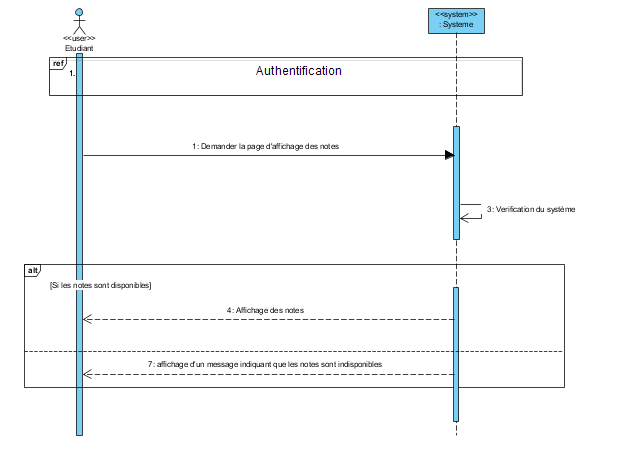 <<user>>
Etudiant
<<system>>
: Systeme
ref
1.
Authentification
1: Demander la page d'affichage des notes
3: Verification du système
alt
[Si les notes sont disponibles]
4: Affichage des notes
7: affichage d'un message indiquant que les notes sont indisponibles